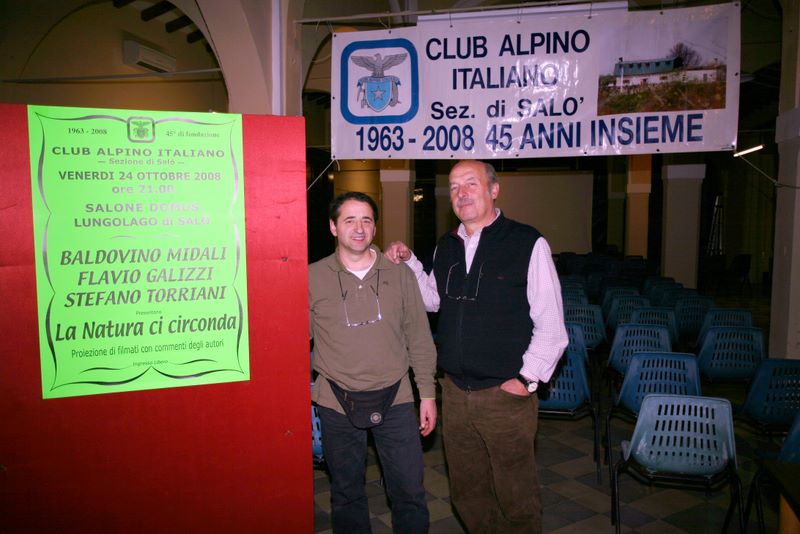 CLUB ALPINO
ITALIANO
Sez. di SALO'
1963 - 2008 45 ANNI INSIEME
1963 - 2008 45° di fondazione
CLUB ALPINO ITALIANO
— Sezione di Salò —
VENERDI 24 OTTOBRE 2008
ore 21.00
SALONE DOMUS
LUNGOLAGO di SALO'
BALDOVINO MIDALI
FLAVIO GALIZZI
STEFANO TORRIANI
Presentano
La Natura ci circonda
Proiezione di filmati con commenti degli autori
Ingresso Libero